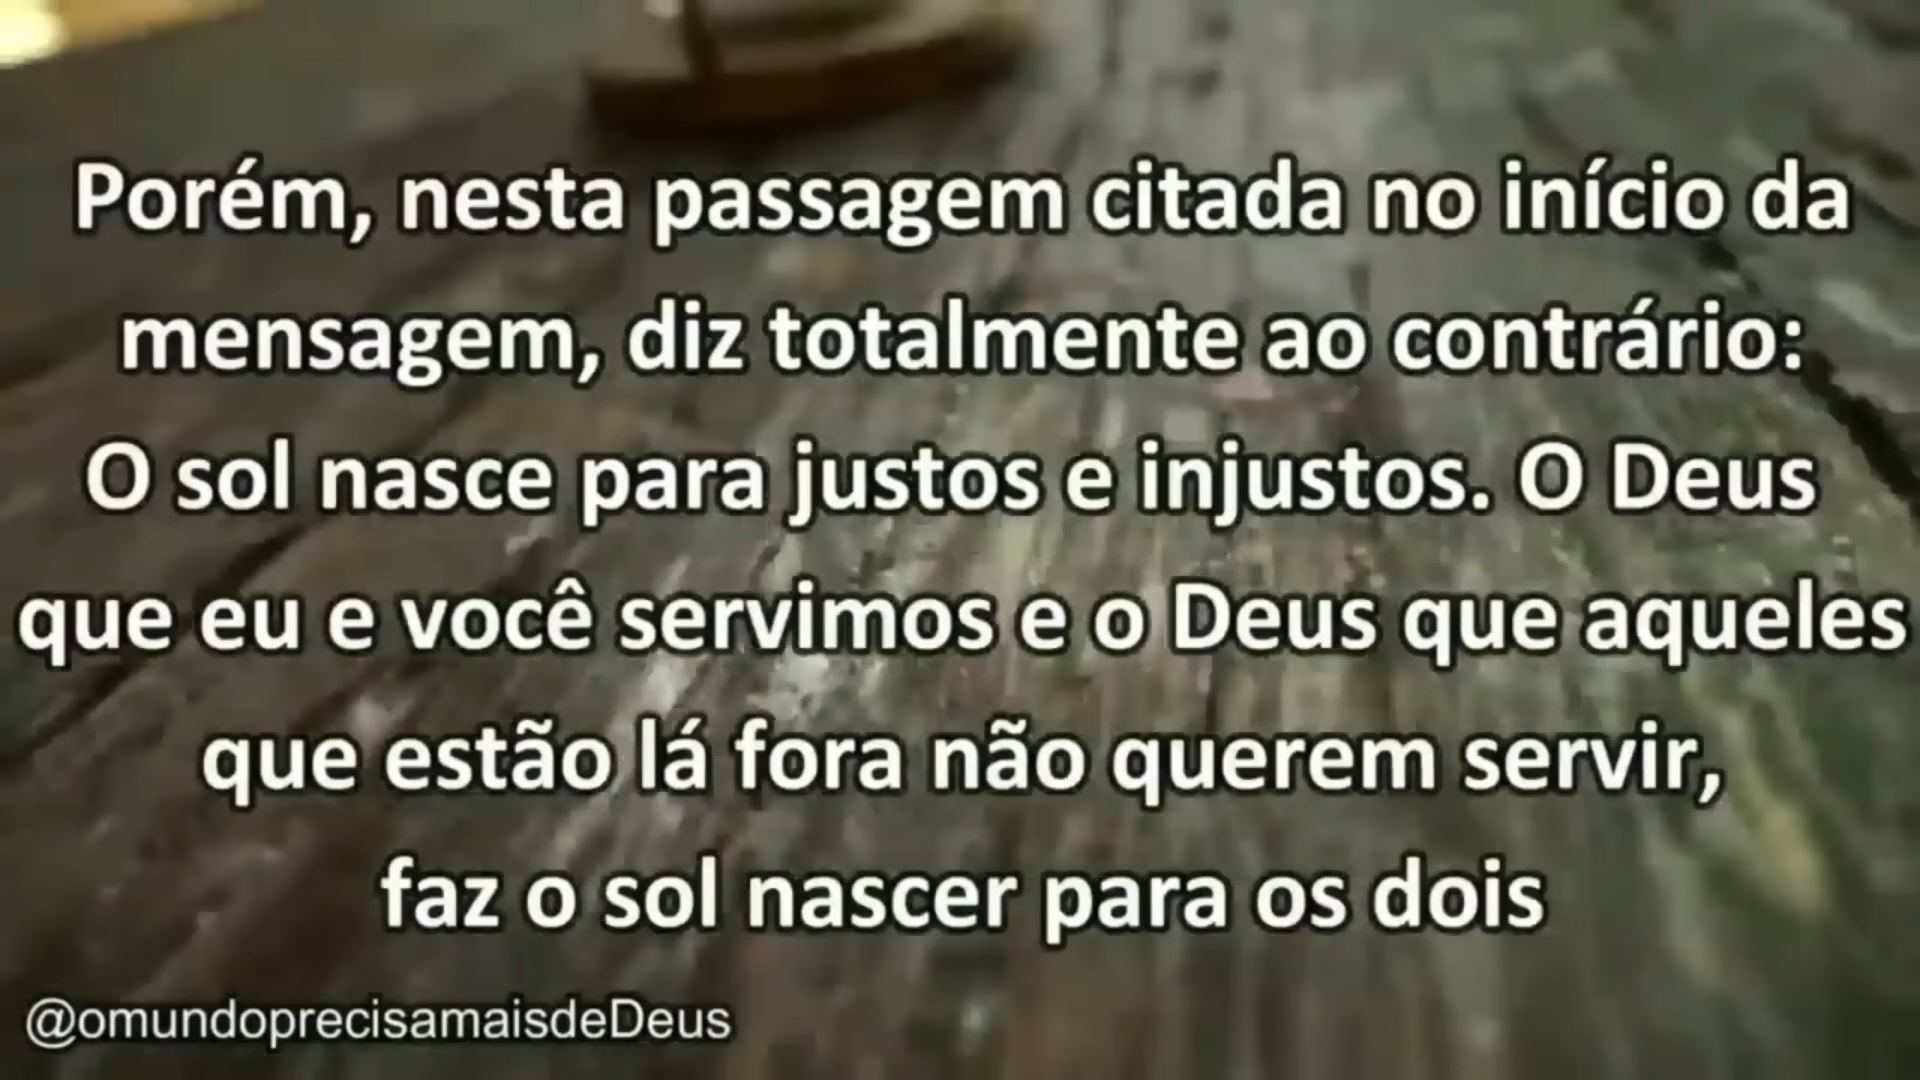 Porém, nesta passagem citada no início da
mensagem, diz totalmente ao contrário:
O sol nasce para justos e injustos. O Deus
que eu e você servimos e o Deus que aqueles
que estão lá fora não querem servir,
faz o sol nascer para os dois
@omundoprecisamaisdeDeus